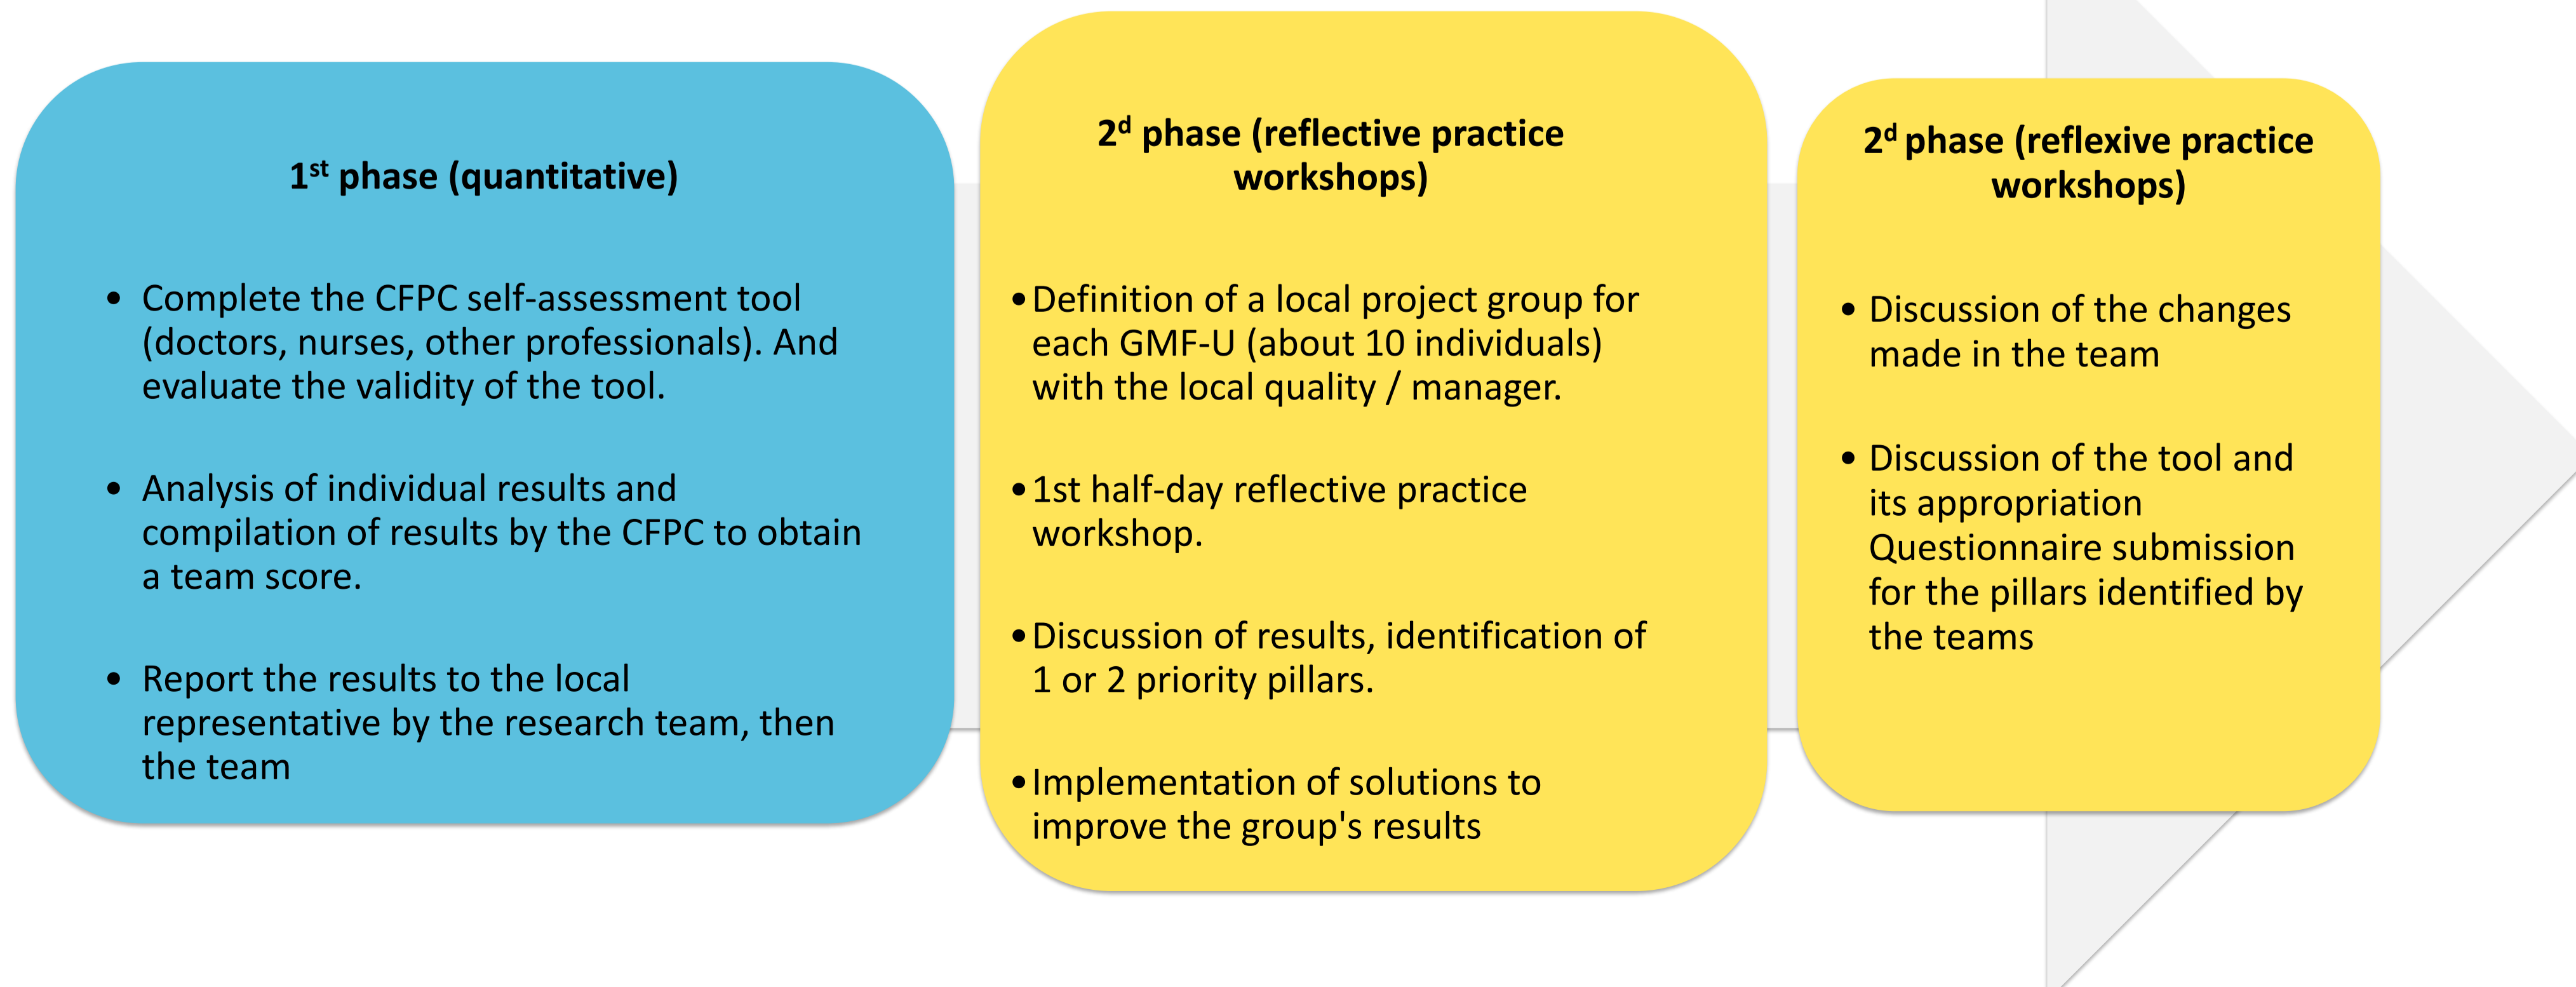 1st phase (quantitative)
• Complete the CFPC self-assessment tool
(doctors, nurses, other professionals). And
evaluate the validity of the tool.
• Analysis of individual results and
compilation of results by the CFPC to obtain
a team score.
• Report the results to the local
representative by the research team, then
the team
2d phase (reflective practice
workshops)
•Definition of a local project group for
each GMF-U (about 10 individuals)
with the local quality / manager.
•1st half-day reflective practice
workshop.
•Discussion of results, identification of
1 or 2 priority pillars.
•Implementation of solutions to
improve the group's results
2d phase (reflexive practice
workshops)
• Discussion of the changes
made in the team
• Discussion of the tool and
its appropriation
Questionnaire submission
for the pillars identified by
the teams